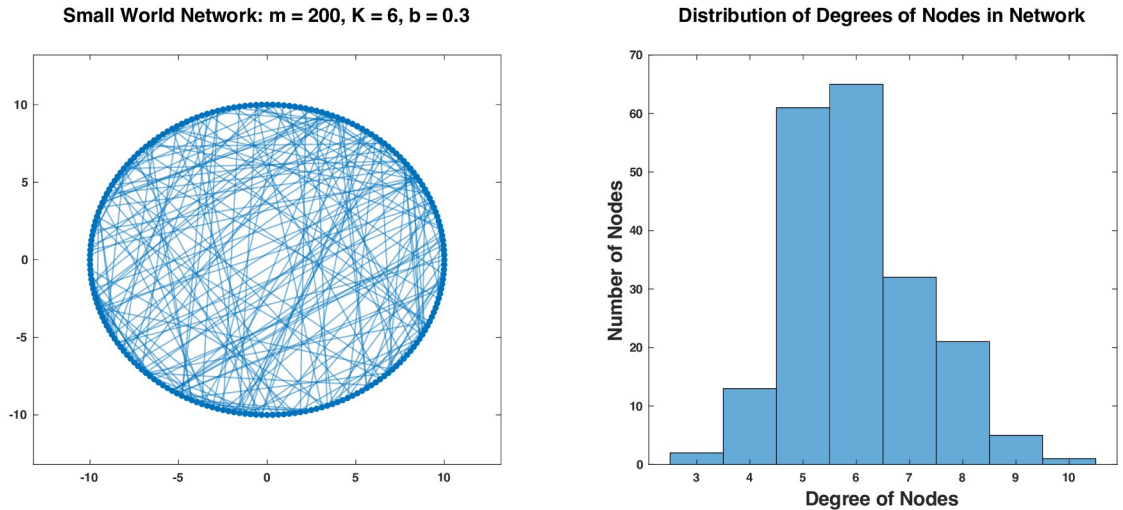 Small World Network: m = 200, K = 6, b = 0.3
10
5
0
-5
-10
-10 -5 0 5 10
Distribution of Degrees of Nodes in Network
Number of Nodes
70
60
50
40
30
20
10
0
3 4 5 6 7 8 9 10
Degree of Nodes